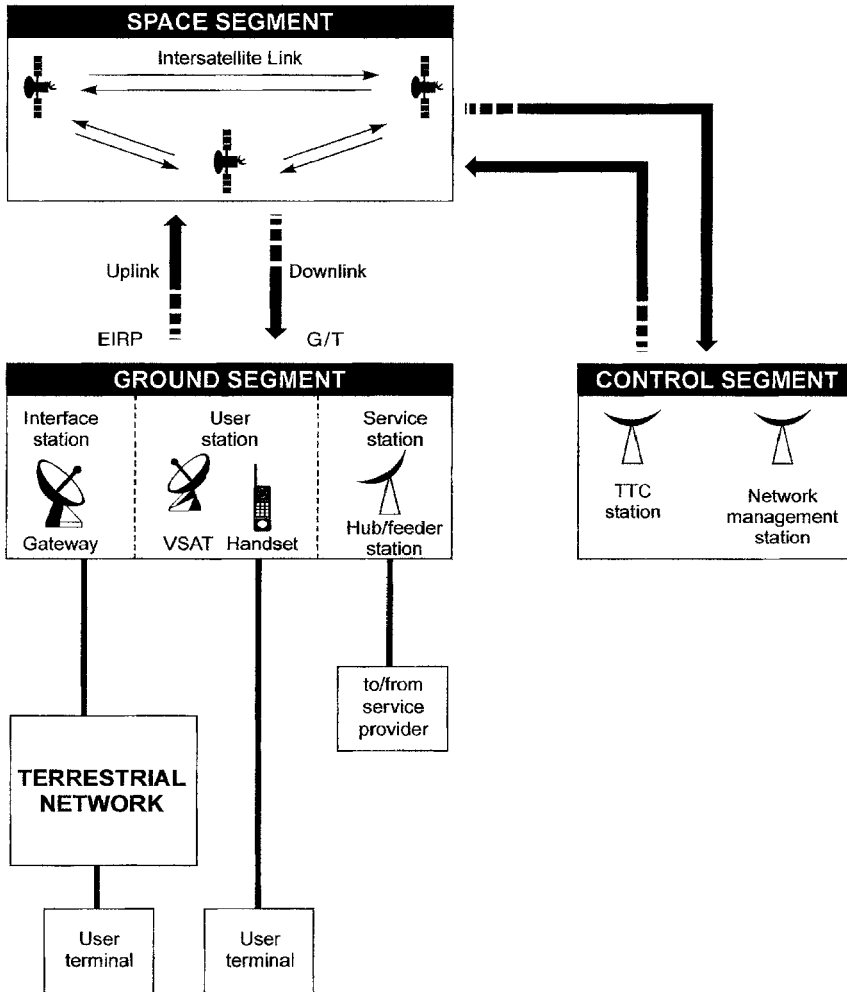 SPACE SEGMENT
Intersatellite Link
Uplink
Downlink
EIRP
G/T
GROUND SEGMENT
Interface
station
Gateway
User
station
VSAT
Handset
Service
station
Hub/feeder
station
CONTROL SEGMENT
TTC
station
Network
management
station
to/from
service
provider
TERRESTRIAL
NETWORK
User
terminal
User
terminal